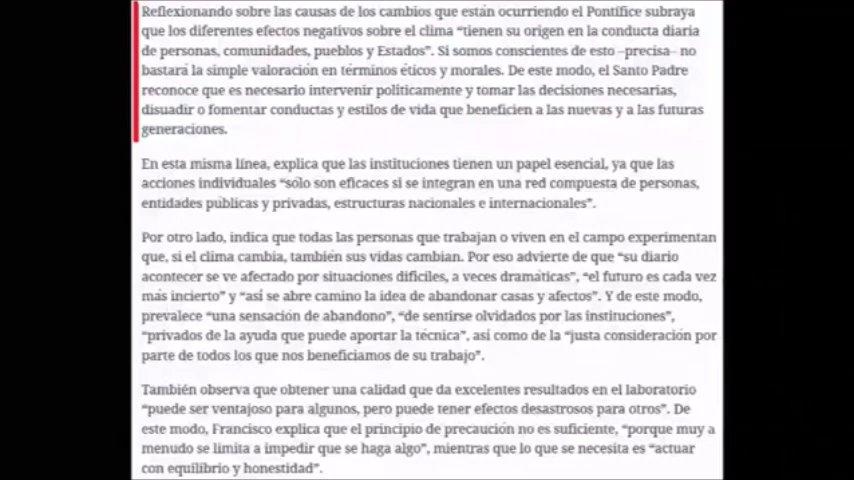 Reflexionando sobre las causas de los cambios que están ocurriendo el Pontífice subraya
que los diferentes efectos negativos sobre el clima “tienen su origen en la conducta diaria
de personas, comunidades, pueblos y Estados”. Si somos conscientes de esto –precisa– no
bastará la simple valoración en términos éticos y morales. De este modo, el Santo Padre
reconoce que es necesario intervenir políticamente y tomar las decisiones necesarias,
disuadir o fomentar conductas y estilos de vida que beneficien a las nuevas y a las futuras
generaciones.
En esta misma línea, explica que las instituciones tienen un papel esencial, ya que las
acciones individuales “solo son eficaces si se integran en una red compuesta de personas,
entidades públicas y privadas, estructuras nacionales e internacionales”.
Por otro lado, indica que todas las personas que trabajan o viven en el campo experimentan
que, si el clima cambia, también sus vidas cambian. Por eso advierte de que “su diario
acontecer se ve afectado por situaciones difíciles, a veces dramáticas”, “el futuro es cada vez
más incierto” y “así se abre camino la idea de abandonar casas y afectos”. Y de este modo,
prevalece “una sensación de abandono”, “de sentirse olvidados por las instituciones”,
“privados de la ayuda que puede aportar la técnica”, así como de la “justa consideración por
parte de todos los que nos beneficiamos de su trabajo”.
También observa que obtener una calidad que da excelentes resultados en el laboratorio
“puede ser ventajoso para algunos, pero puede tener efectos desastrosos para otros”. De
este modo, Francisco explica que el principio de precaución no es suficiente, “porque muy a
menudo se limita a impedir que se haga algo”, mientras que lo que se necesita es “actuar
con equilibrio y honestidad”.